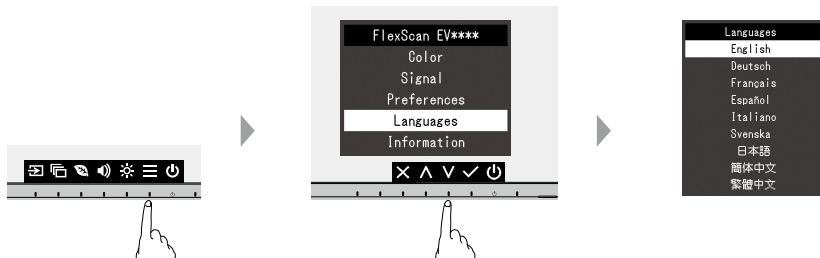 FlexScan EV****
Color
Signal
Preferences
Languages
Information
Languages
English
Deutsch
Français
Español
Italiano
Svenska
日本語
簡体中文
繁體中文